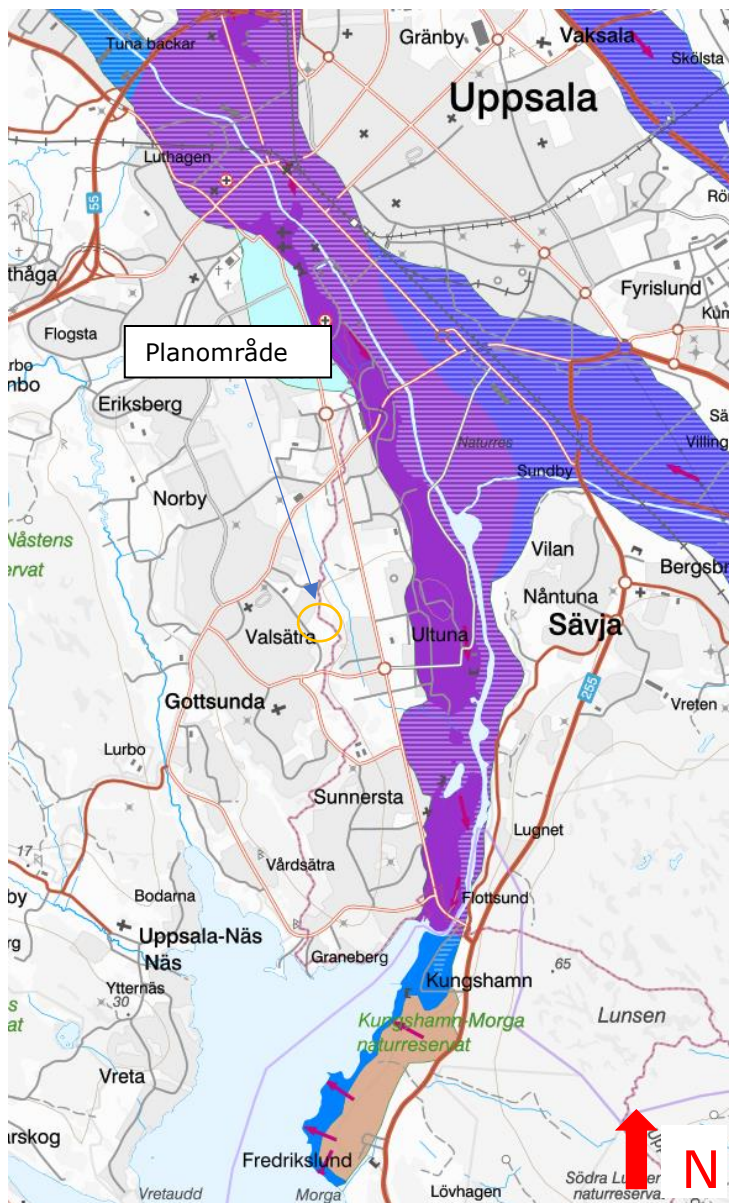 Tuna backar
Gränby
Vaksala
Skölsta
Uppsala
Luthagen
55
Fyrislund
Flogsta
Planområde
Eriksberg
Naturres
Villing
Sundby
Norby
Vilan
Bergsbr
Nåstens
Nåntuna
Sävja
Valsätra
Ultuna
255
Gottsunda
Vreten
Lurbo
Sunnersta
Lugnet
17
Vårdsätra
Bodarna
Flottsund
Uppsala-Näs
Näs
Graneberg
65
Kungshamn
Ytternäs
30
Lunsen
Kungshamn-Morga
naturreservat
Vreta
N
Fredrikslund
Vretaudd
Morga
Lövhagen
naturreserva